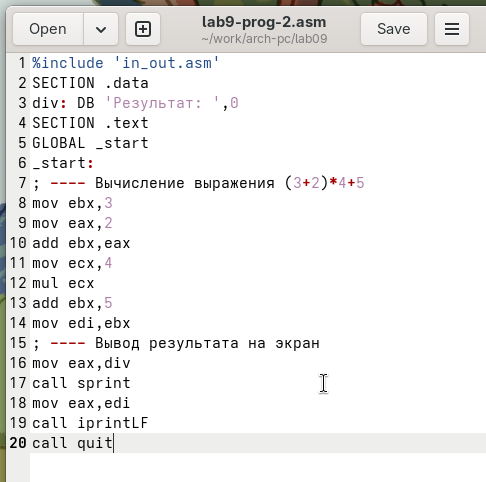 Open
lab9-prog-2.asm
~/work/arch-pc/lab09
Save
1 %include 'in_out.asm'
2 SECTION .data
3 div: DB 'Результат: ',0
4 SECTION .text
5 GLOBAL _start
6 _start:
7 ; ---- Вычисление выражения (3+2)*4+5
8 mov ebx,3
9 mov eax,2
10 add ebx,eax
11 mov ecx,4
12 mul ecx
13 add ebx,5
14 mov edi,ebx
15 ; ---- Вывод результата на экран
16 mov eax,div
17 call sprint
18 mov eax,edi
19 call iprintLF
20 call quit